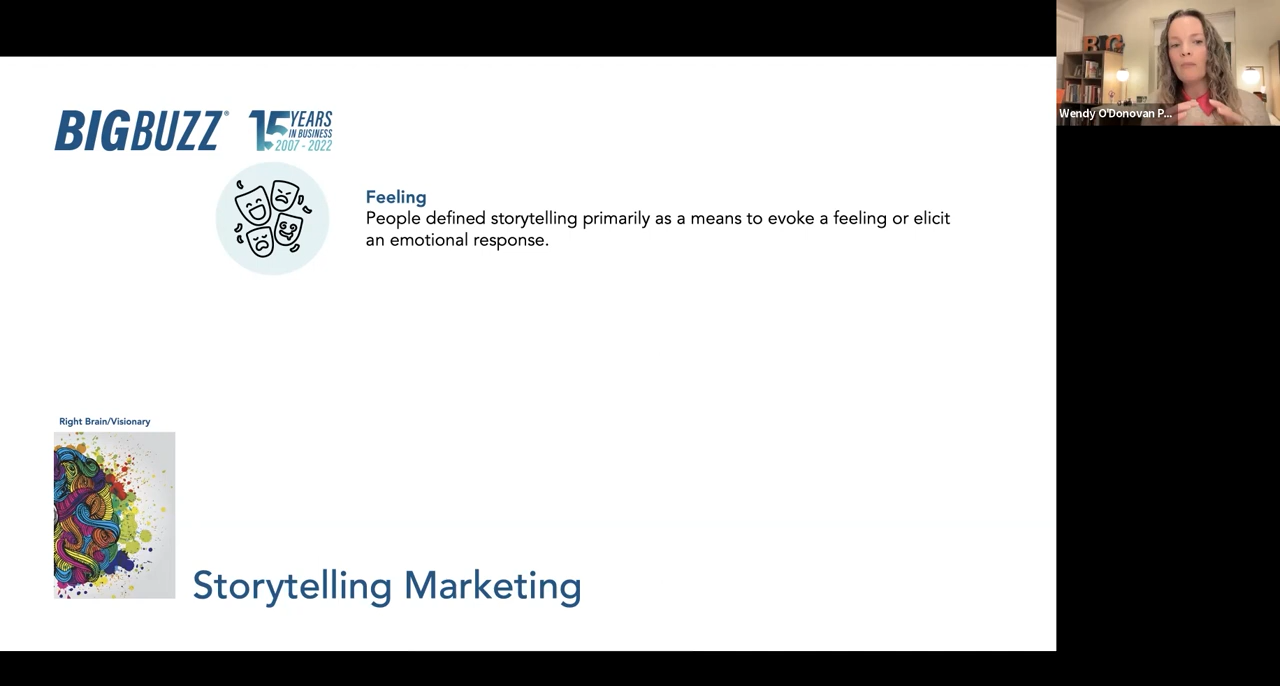 BIGBUZZ®
15 YEARS
IN BUSINESS
2007 - 2022
BIG
Wendy O'Donovan P...
Feeling
People defined storytelling primarily as a means to evoke a feeling or elicit
an emotional response.
Right Brain/Visionary
Storytelling Marketing